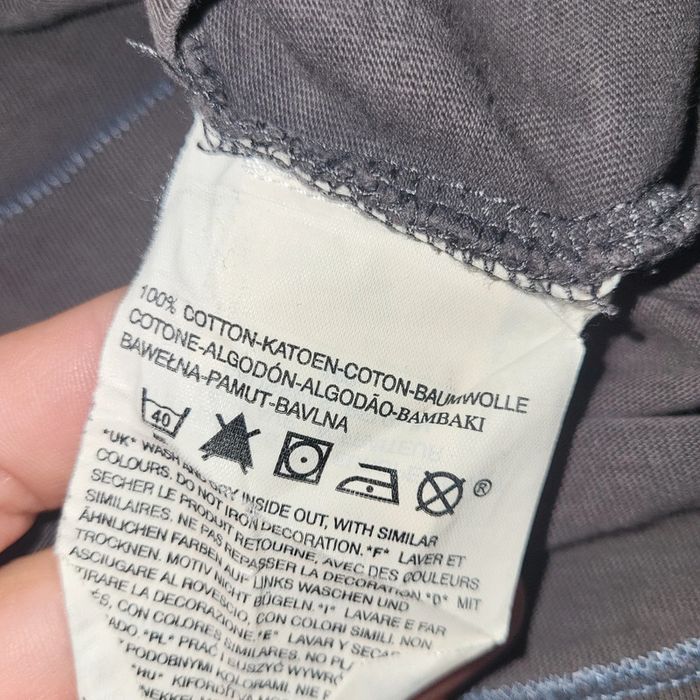 100% COTTON-KATOEN-COTON-BAUMWOLLE
COTONE-ALGODÓN-ALGODÃO-BAMBAKI
BAWEŁNA-PAMUT-BAVLNA
40
®
*UK* WASH AND DRY INSIDE OUT, WITH SIMILAR
COLOURS, DO NOT IRON DECORATION.*F* LAVER ET
SECHER LE PRODUIT RETOURNE, AVEC DES COULEURS
SIMILAIRES. NE PAS REPASSER LA DECORATION.*D* MIT
ÄHNLICHEN FARBEN AUF LINKS WASCHEN UND
TROCKNEN. MOTIV NICHT BÜGELN.*I* LAVARE E FAR
ASCIUGARE AL ROVESCIO, CON COLORI SIMILI. NON
STIRARE LA DECORAZIONE.*E* LAVAR Y SECAR
CON COLORES SIMILARES. NO PL
*PL* PRAĆ I SUSZYĆ
PODOBNYMI KOLORAMI.
*HU*